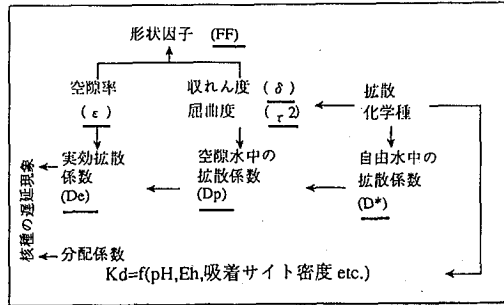 形状因子 (FF)
空隙率
(ε)
収れん度 (δ)
屈曲度 (τ2)
拡散
化学種
実効拡散
係数
(De)
空隙水中の
拡散係数
(Dp)
自由水中の
拡散係数
(D*)
核種の遅延現象
分配係数
Kd=f(pH,Eh,吸着サイト密度 etc.)